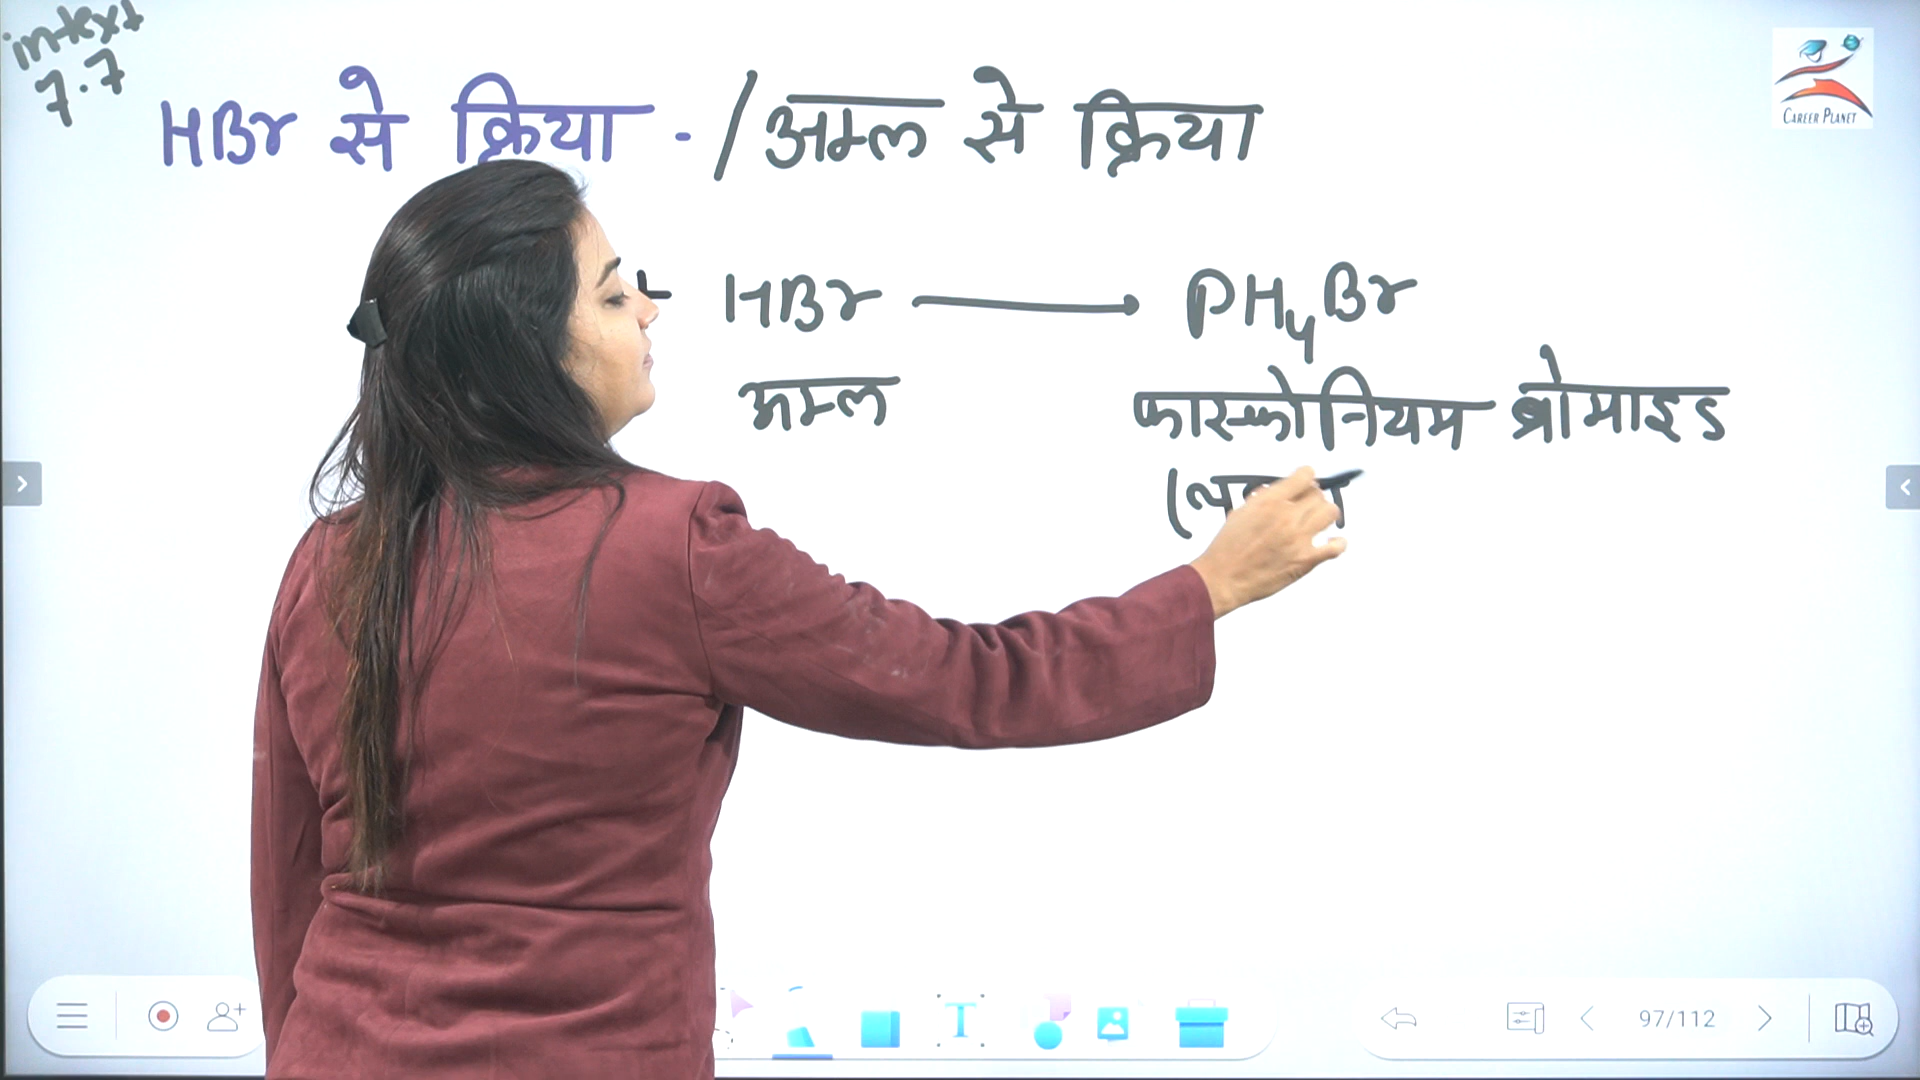 intext
7.7
HBr से क्रिया - / अम्ल से क्रिया
+ HBr ⟶ PH₄Br
अम्ल फास्फोनियम ब्रोमाइड
CAREER PLANET
97/112